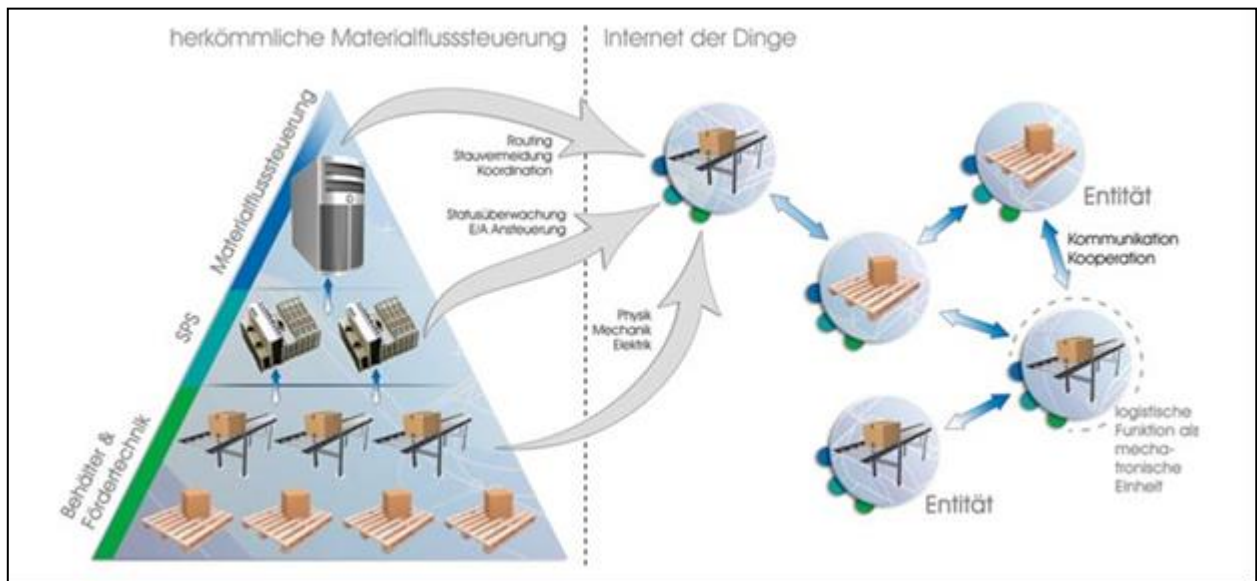 herkömmliche Materialflusssteuerung
Internet der Dinge
Materialflusssteuerung
SPS
Behälter &
Fördertechnik
Routing
Stauvermeidung
Koordination
Statusüberwachung
E/A Ansteuerung
Physik
Mechanik
Elektrik
Entität
Kommunikation
Kooperation
logistische
Funktion als
mecha-
tronische
Einheit
Entität